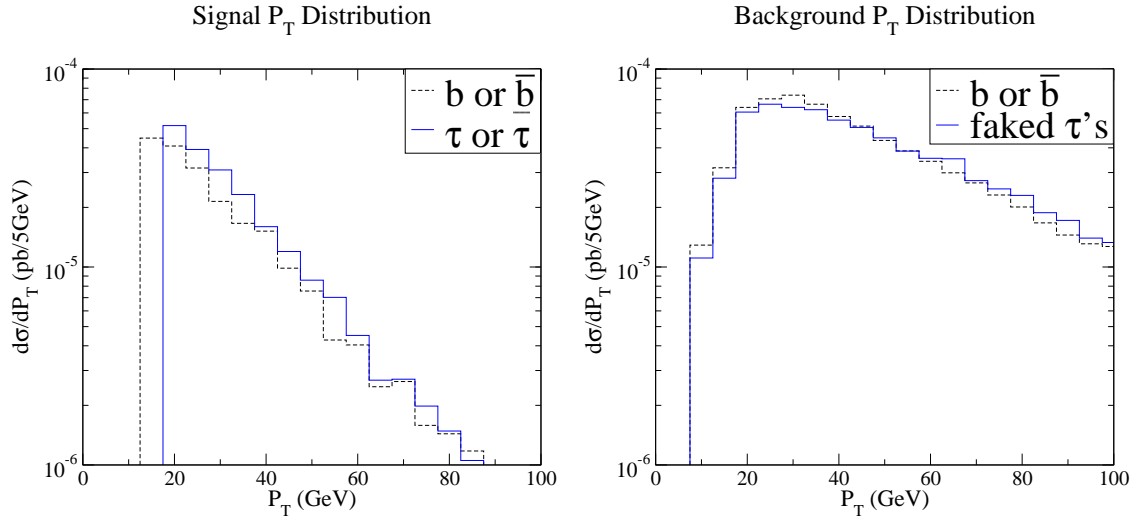 Signal P_T Distribution
10^-4
10^-5
10^-6
dσ/dP_T (pb/5GeV)
b or b̅
τ or τ̅
0 20 40 60 80 100
P_T (GeV)
Background P_T Distribution
10^-4
10^-5
10^-6
dσ/dP_T (pb/5GeV)
b or b̅
faked τ's
0 20 40 60 80 100
P_T (GeV)